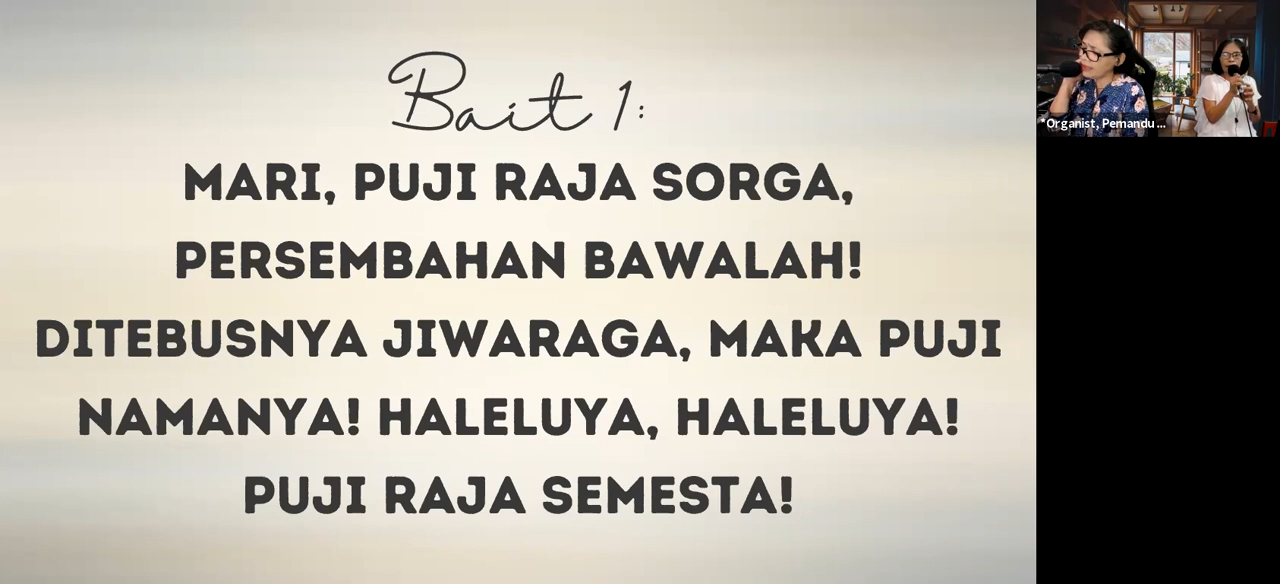 Bait 1:
MARI, PUJI RAJA SORGA,
PERSEMBAHAN BAWALAH!
DITEBUSNYA JIWARAGA, MAKA PUJI
NAMANYA! HALELUYA, HALELUYA!
PUJI RAJA SEMESTA!
*Organist, Pemandu ...